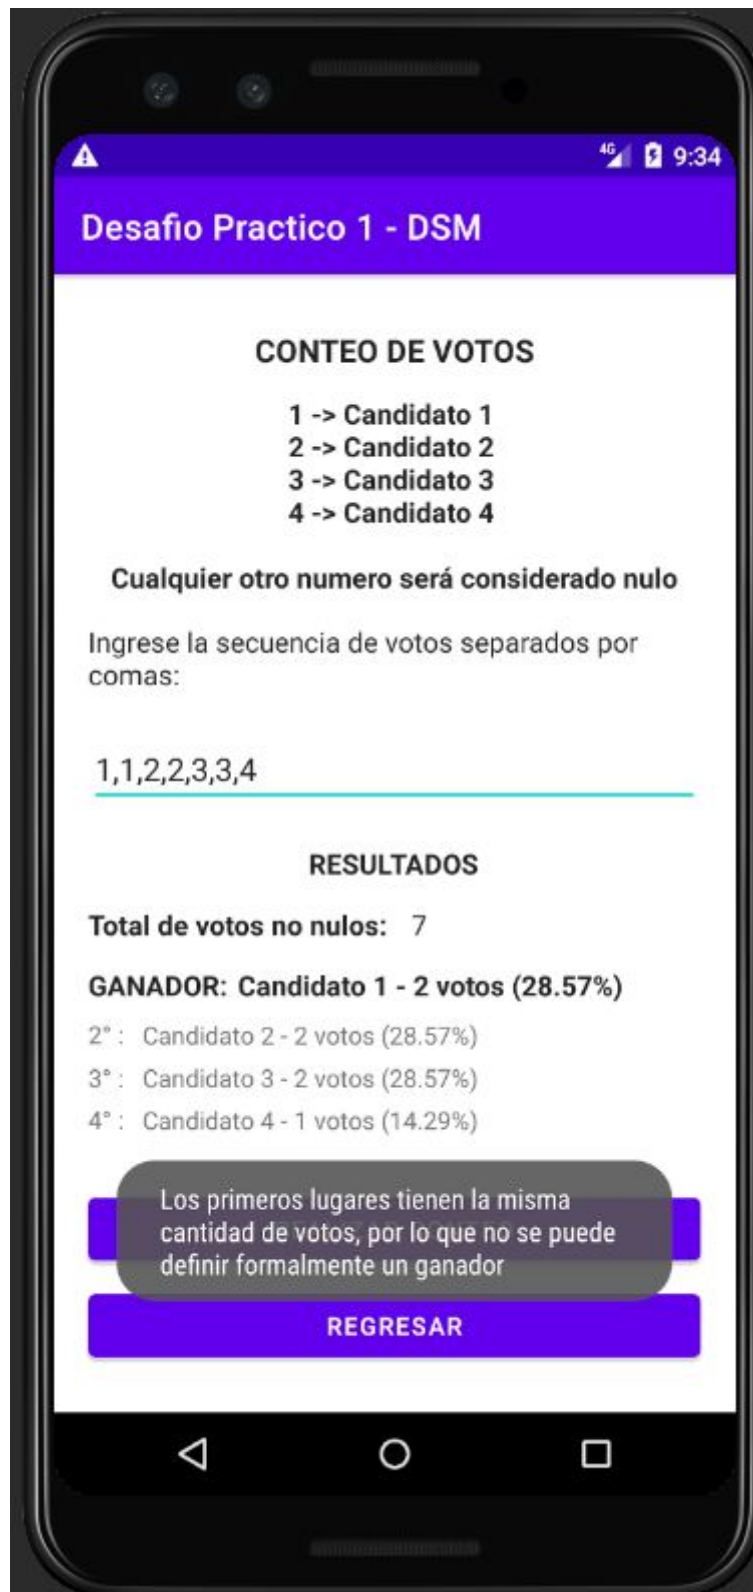 4G 9:34
Desafio Practico 1 - DSM
CONTEO DE VOTOS
1 -> Candidato 1
2 -> Candidato 2
3 -> Candidato 3
4 -> Candidato 4
Cualquier otro numero será considerado nulo
Ingrese la secuencia de votos separados por
comas:
1,1,2,2,3,3,4
RESULTADOS
Total de votos no nulos: 7
GANADOR: Candidato 1 - 2 votos (28.57%)
2° : Candidato 2 - 2 votos (28.57%)
3° : Candidato 3 - 2 votos (28.57%)
4° : Candidato 4 - 1 votos (14.29%)
Los primeros lugares tienen la misma
cantidad de votos, por lo que no se puede
definir formalmente un ganador
REGRESAR